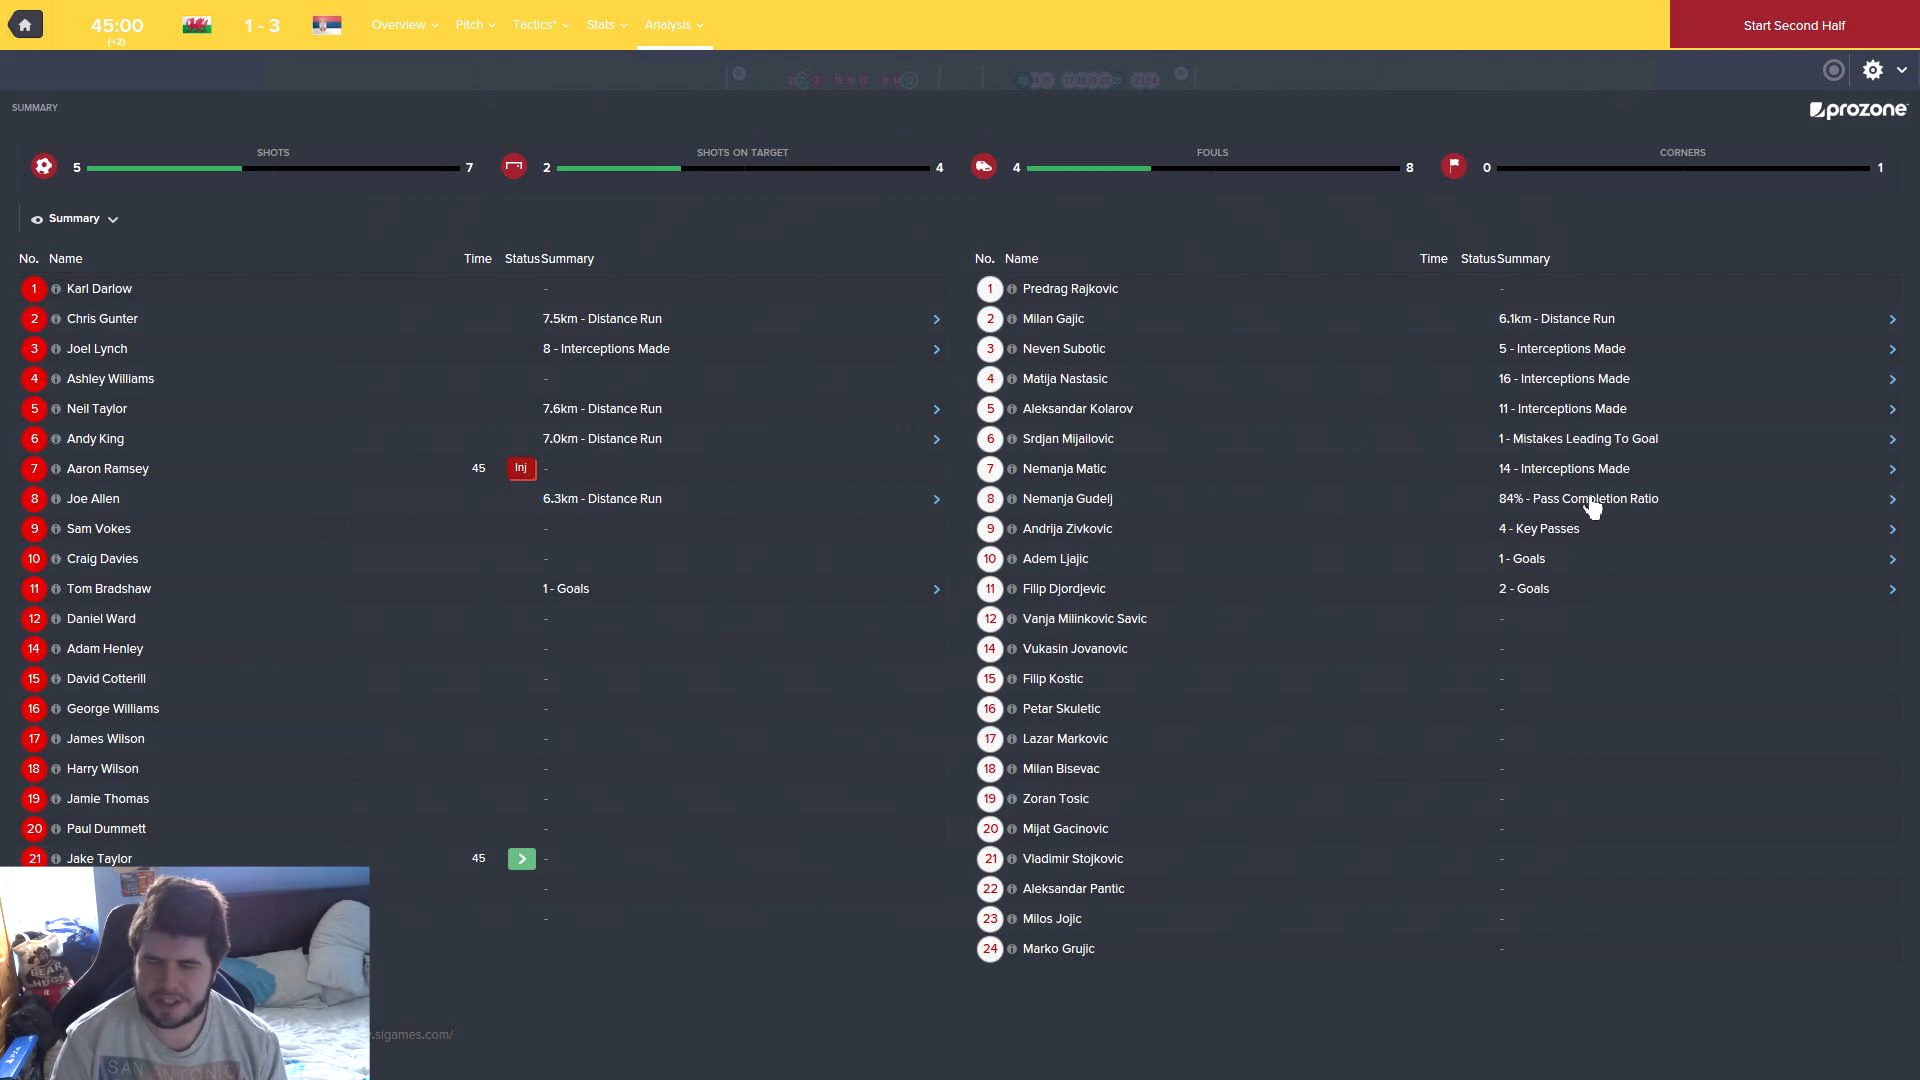 45:00 (+2) 1 - 3 Overview Pitch Tactics* Stats Analysis Start Second Half
SUMMARY prozone
SHOTS SHOTS ON TARGET FOULS CORNERS
5 7 2 4 4 8 0 1
Summary
No. Name Time Status Summary No. Name Time Status Summary
1 Karl Darlow - 1 Predrag Rajkovic -
2 Chris Gunter 7.5km - Distance Run 2 Milan Gajic 6.1km - Distance Run
3 Joel Lynch 8 - Interceptions Made 3 Neven Subotic 5 - Interceptions Made
4 Ashley Williams - 4 Matija Nastasic 16 - Interceptions Made
5 Neil Taylor 7.6km - Distance Run 5 Aleksandar Kolarov 11 - Interceptions Made
6 Andy King 7.0km - Distance Run 6 Srdjan Mijailovic 1 - Mistakes Leading To Goal
7 Aaron Ramsey 45 Inj - 7 Nemanja Matic 14 - Interceptions Made
8 Joe Allen 6.3km - Distance Run 8 Nemanja Gudelj 84% - Pass Completion Ratio
9 Sam Vokes - 9 Andrija Zivkovic 4 - Key Passes
10 Craig Davies - 10 Adem Ljajic 1 - Goals
11 Tom Bradshaw 1 - Goals 11 Filip Djordjevic 2 - Goals
12 Daniel Ward - 12 Vanja Milinkovic Savic -
14 Adam Henley - 14 Vukasin Jovanovic -
15 David Cotterill - 15 Filip Kostic -
16 George Williams - 16 Petar Skuletic -
17 James Wilson - 17 Lazar Markovic -
18 Harry Wilson - 18 Milan Bisevac -
19 Jamie Thomas - 19 Zoran Tosic -
20 Paul Dummett - 20 Mijat Gacinovic -
21 Jake Taylor 45 - 21 Vladimir Stojkovic -
- 22 Aleksandar Pantic -
- 23 Milos Jojic -
24 Marko Grujic -
.sigames.com/
BEAR
HUGS
SAN ANTONIO